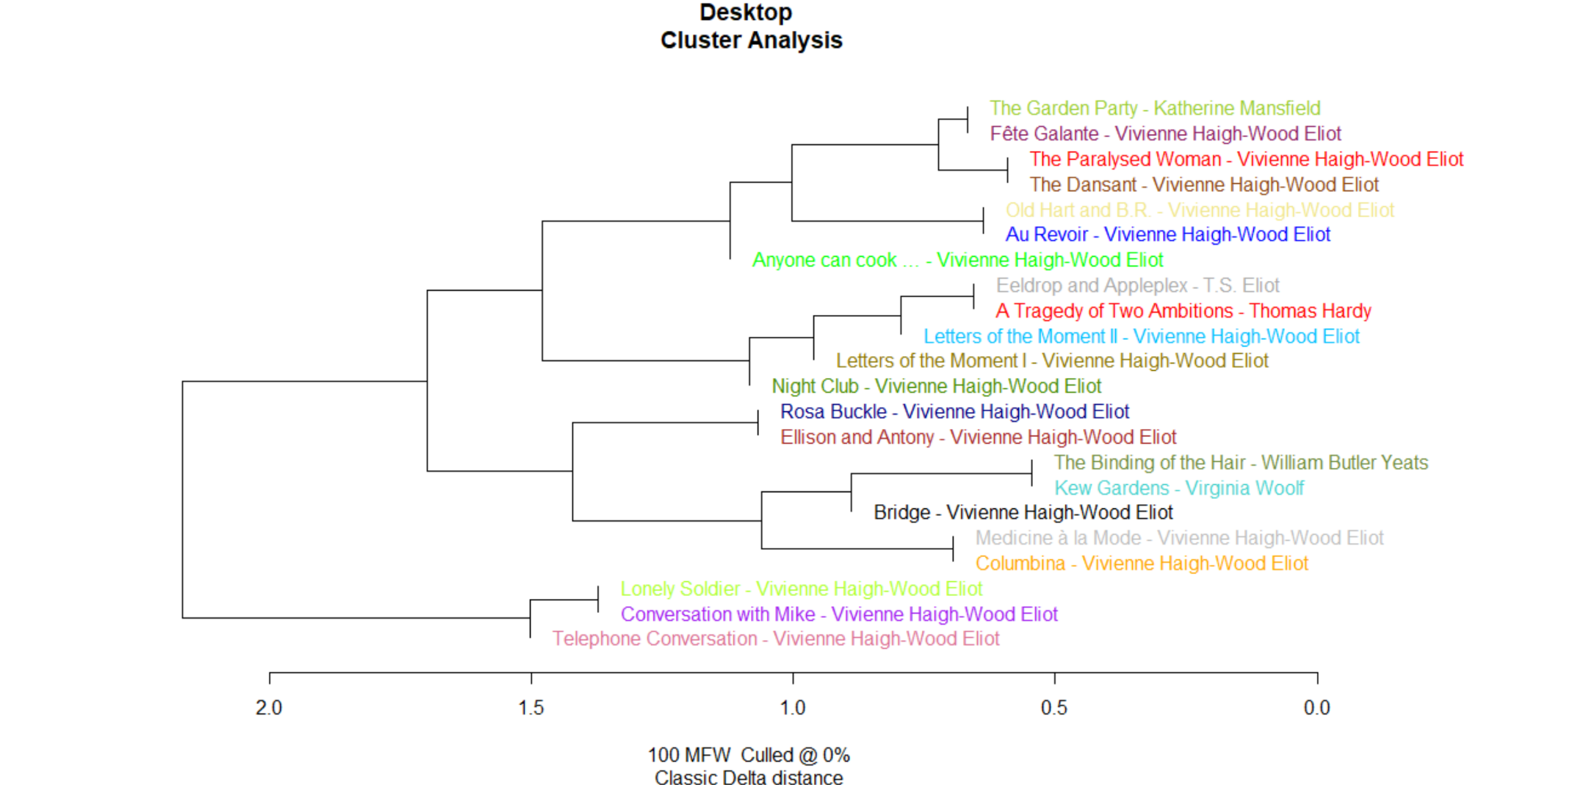 Desktop
Cluster Analysis
The Garden Party - Katherine Mansfield
Fête Galante - Vivienne Haigh-Wood Eliot
The Paralysed Woman - Vivienne Haigh-Wood Eliot
The Dansant - Vivienne Haigh-Wood Eliot
Old Hart and B.R. - Vivienne Haigh-Wood Eliot
Au Revoir - Vivienne Haigh-Wood Eliot
Anyone can cook ... - Vivienne Haigh-Wood Eliot
Eeldrop and Appleplex - T.S. Eliot
A Tragedy of Two Ambitions - Thomas Hardy
Letters of the Moment II - Vivienne Haigh-Wood Eliot
Letters of the Moment I - Vivienne Haigh-Wood Eliot
Night Club - Vivienne Haigh-Wood Eliot
Rosa Buckle - Vivienne Haigh-Wood Eliot
Ellison and Antony - Vivienne Haigh-Wood Eliot
The Binding of the Hair - William Butler Yeats
Kew Gardens - Virginia Woolf
Bridge - Vivienne Haigh-Wood Eliot
Medicine à la Mode - Vivienne Haigh-Wood Eliot
Columbina - Vivienne Haigh-Wood Eliot
Lonely Soldier - Vivienne Haigh-Wood Eliot
Conversation with Mike - Vivienne Haigh-Wood Eliot
Telephone Conversation - Vivienne Haigh-Wood Eliot
2.0 1.5 1.0 0.5 0.0
100 MFW Culled @ 0%
Classic Delta distance